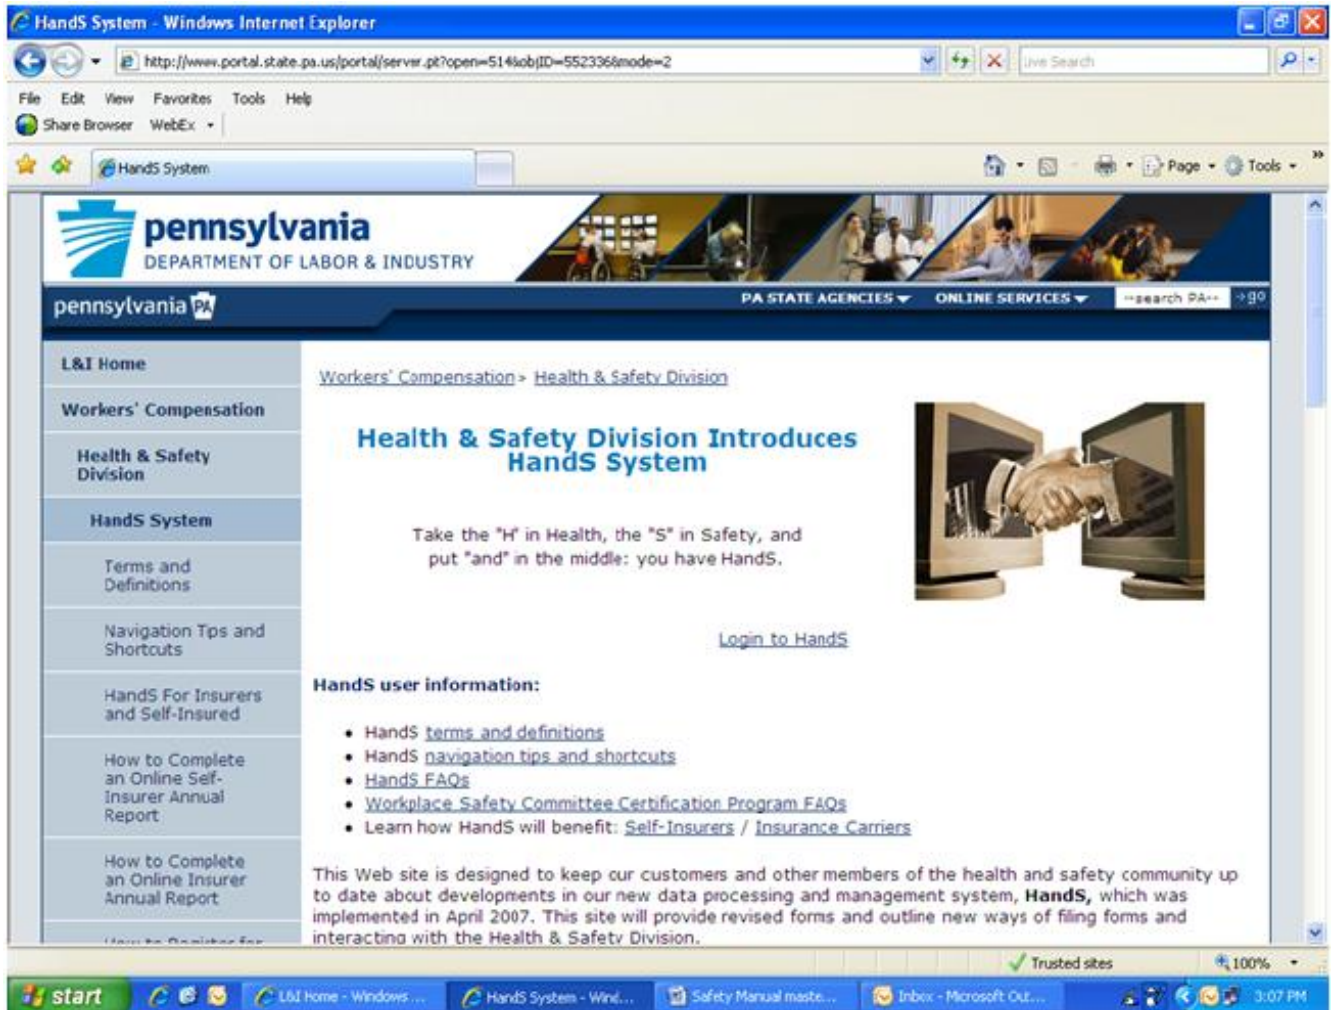 HandS System - Windows Internet Explorer
http://www.portal.state.pa.us/portal/server.pt?open=514&objID=552336&mode=2
Live Search
File Edit View Favorites Tools Help
Share Browser WebEx
HandS System
Page Tools
pennsylvania
DEPARTMENT OF LABOR & INDUSTRY
pennsylvania PA
PA STATE AGENCIES ONLINE SERVICES --search PA-- go
L&I Home
Workers' Compensation
Health & Safety
Division
HandS System
Terms and
Definitions
Navigation Tips and
Shortcuts
HandS For Insurers
and Self-Insured
How to Complete
an Online Self-
Insurer Annual
Report
How to Complete
an Online Insurer
Annual Report
How to Register for
Workers' Compensation > Health & Safety Division
Health & Safety Division Introduces
HandS System
Take the "H" in Health, the "S" in Safety, and
put "and" in the middle: you have HandS.
Login to HandS
HandS user information:
• HandS terms and definitions
• HandS navigation tips and shortcuts
• HandS FAQs
• Workplace Safety Committee Certification Program FAQs
• Learn how HandS will benefit: Self-Insurers / Insurance Carriers
This Web site is designed to keep our customers and other members of the health and safety community up
to date about developments in our new data processing and management system, HandS, which was
implemented in April 2007. This site will provide revised forms and outline new ways of filing forms and
interacting with the Health & Safety Division.
Trusted sites 100%
start L&I Home - Windows ... HandS System - Wind... Safety Manual maste... Inbox - Microsoft Out... 3:07 PM